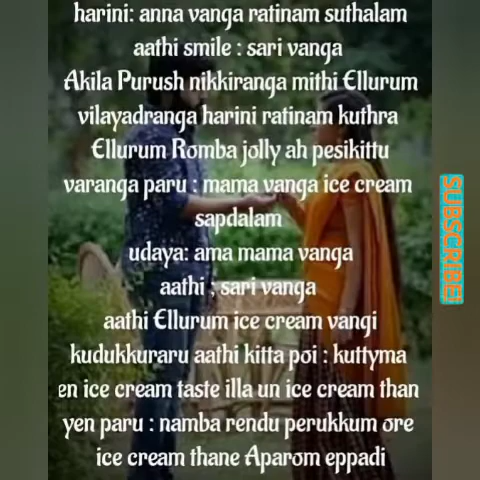 harini: anna vanga ratinam suthalam
aathi smile : sari vanga
Akila Purush nikkiranga mithi Ellurum
vilayadranga harini ratinam kuthra
Ellurum Romba jolly ah pesikittu
varanga paru : mama vanga ice cream
sapdalam
udaya: ama mama vanga
aathi ; sari vanga
aathi Ellurum ice cream vangi
kudukkuraru aathi kitta poi : kuttyma
en ice cream taste illa un ice cream than
yen paru : namba rendu perukkum ore
ice cream thane Aparom eppadi
SUBSCRIBE